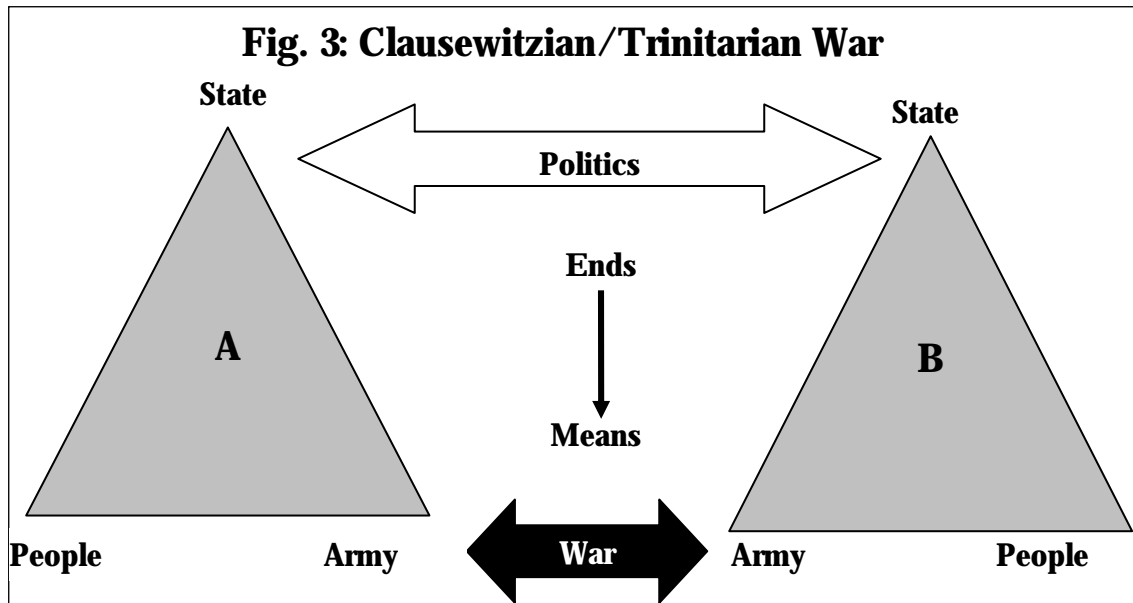 Fig. 3: Clausewitzian/Trinitarian War
State
State
Politics
Ends
A
B
Means
People
Army
War
Army
People